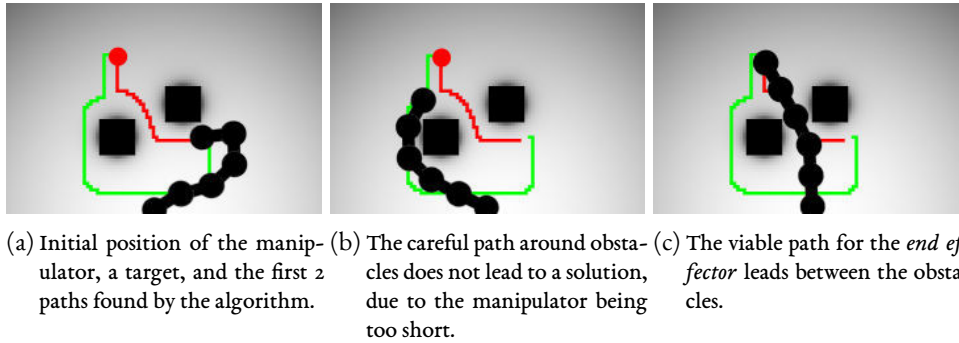 (a) Initial position of the manip-
ulator, a target, and the first 2
paths found by the algorithm.
(b) The careful path around obsta-
cles does not lead to a solution,
due to the manipulator being
too short.
(c) The viable path for the end ef
fector leads between the obsta
cles.